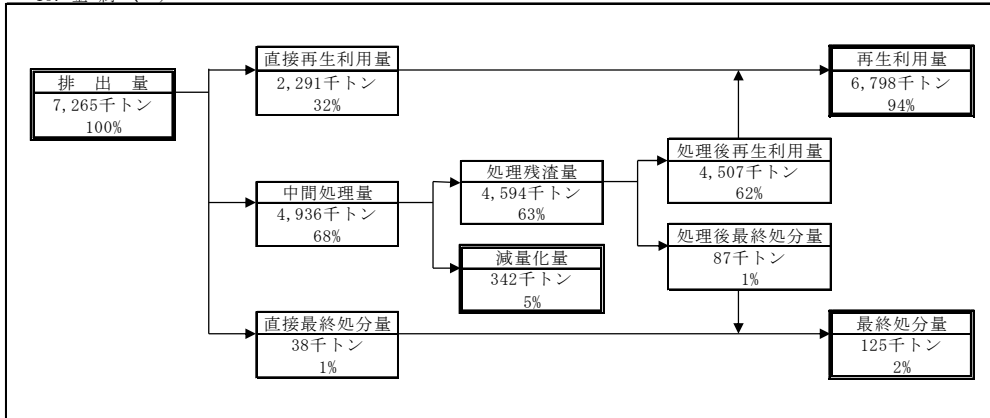 排 出 量
7,265千トン
100%
直接再生利用量
2,291千トン
32%
再生利用量
6,798千トン
94%
中間処理量
4,936千トン
68%
処理残渣量
4,594千トン
63%
処理後再生利用量
4,507千トン
62%
減量化量
342千トン
5%
処理後最終処分量
87千トン
1%
直接最終処分量
38千トン
1%
最終処分量
125千トン
2%